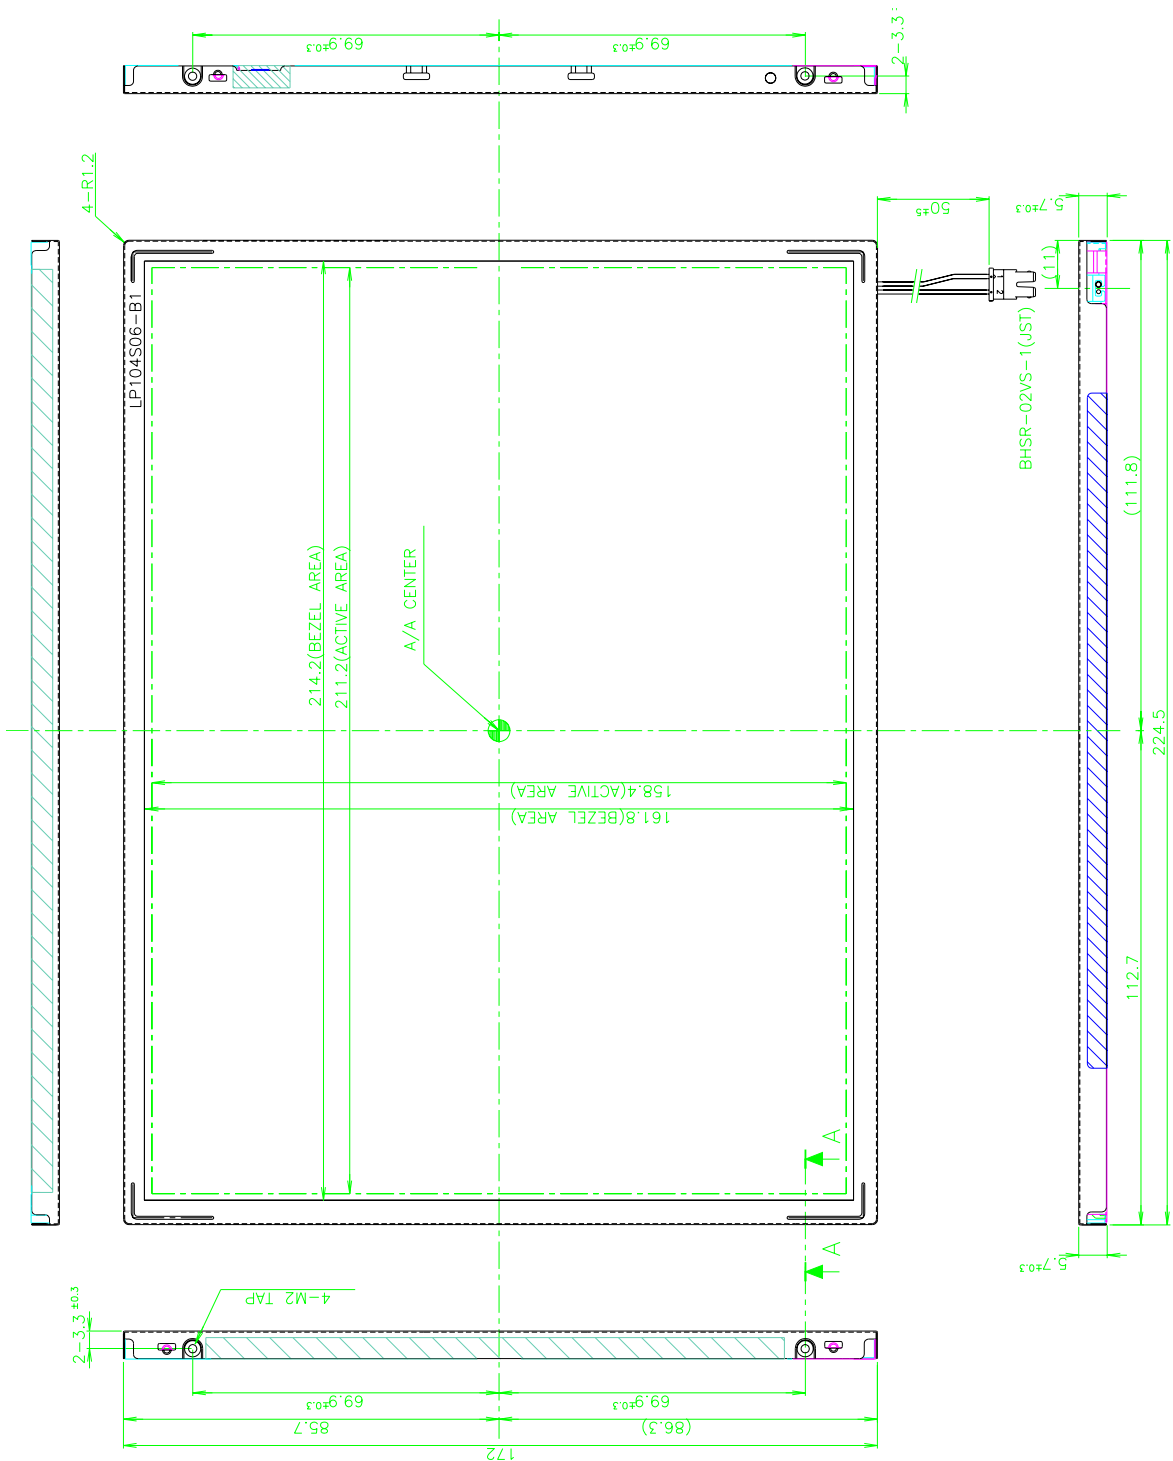 69.9±0.3
69.9±0.3
2-3.3
4-R1.2
50±5
5.7±0.3
(11)
LP104S06-B1
BHSR-02VS-1(JST)
1
2
(111.8)
214.2(BEZEL AREA)
211.2(ACTIVE AREA)
A/A CENTER
224.5
158.4(ACTIVE AREA)
161.8(BEZEL AREA)
112.7
A
A
5.7±0.3
4-M2 TAP
2-3.3 ±0.3
69.9±0.3
69.9±0.3
85.7
(86.3)
172